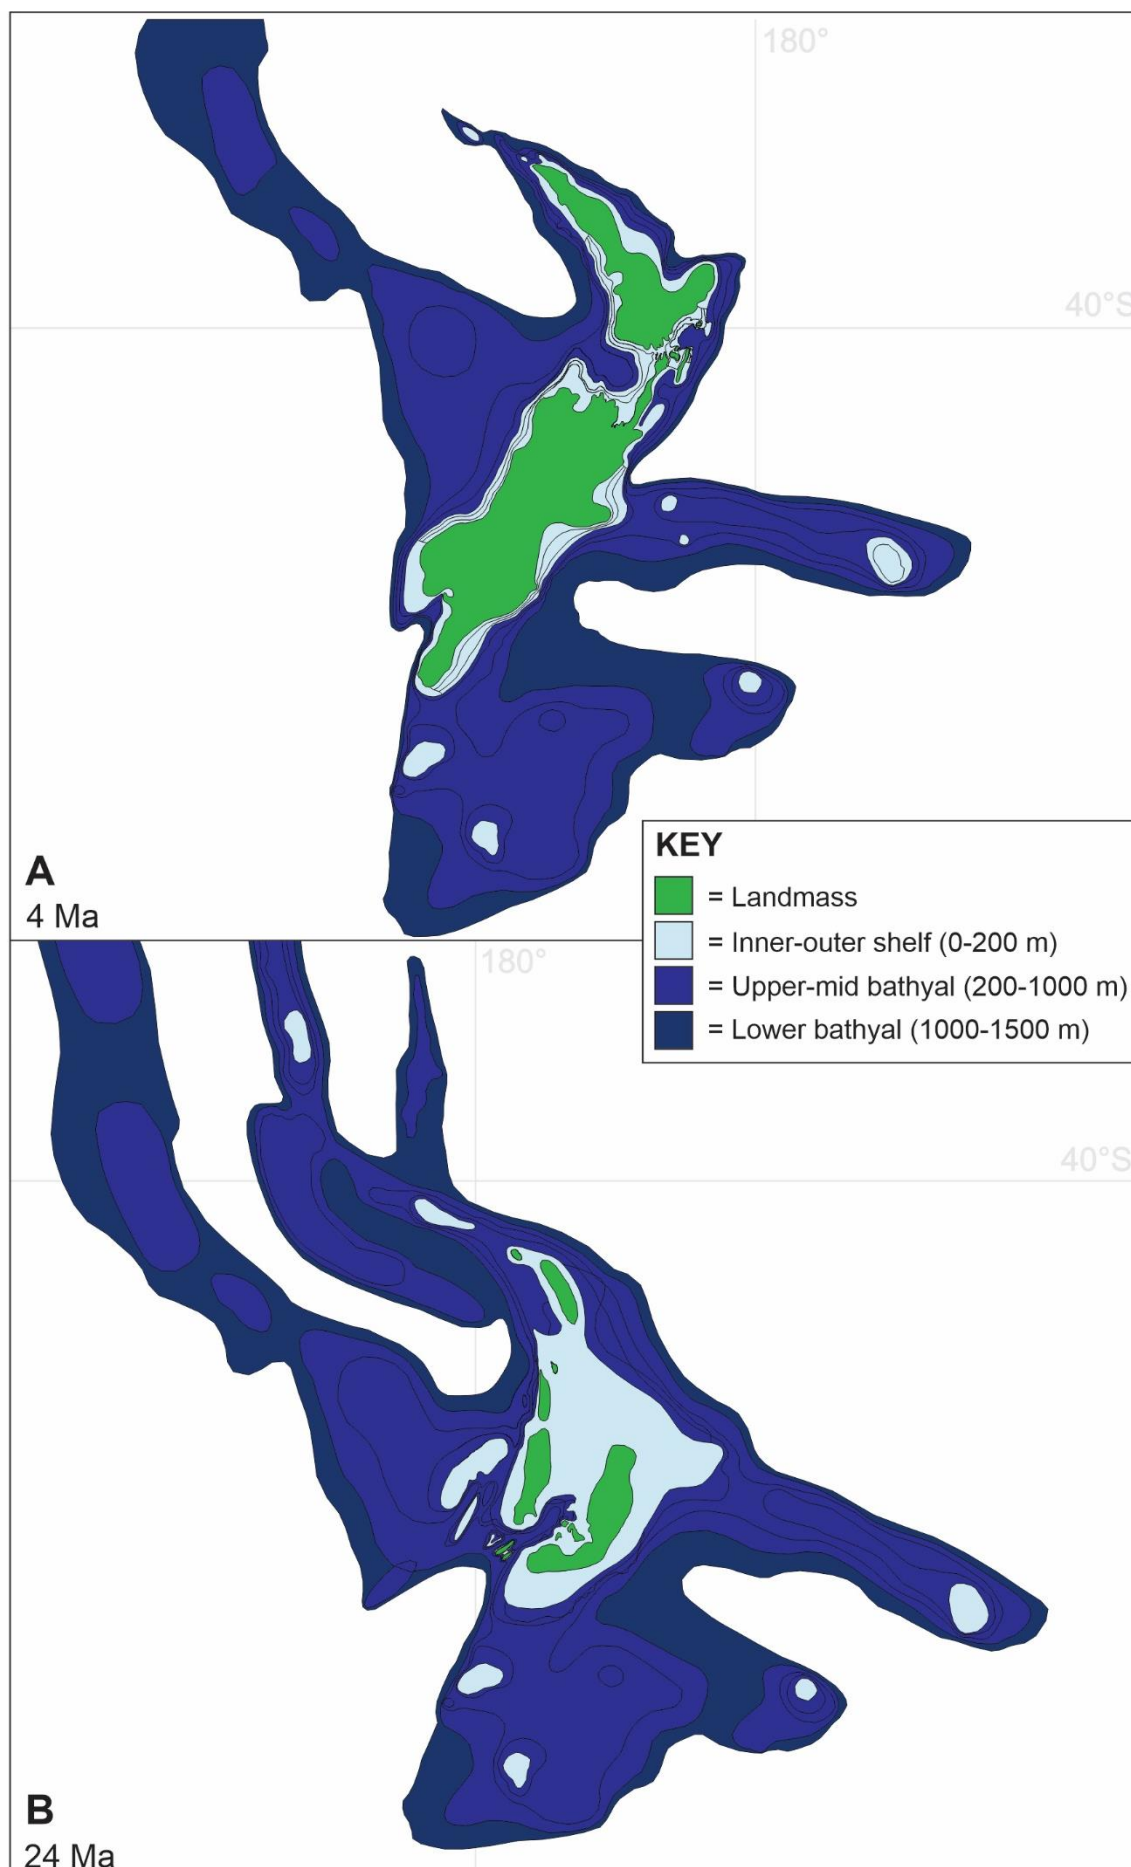 180°
40°S
A
4 Ma
KEY
= Landmass
= Inner-outer shelf (0-200 m)
= Upper-mid bathyal (200-1000 m)
= Lower bathyal (1000-1500 m)
180°
40°S
B
24 Ma